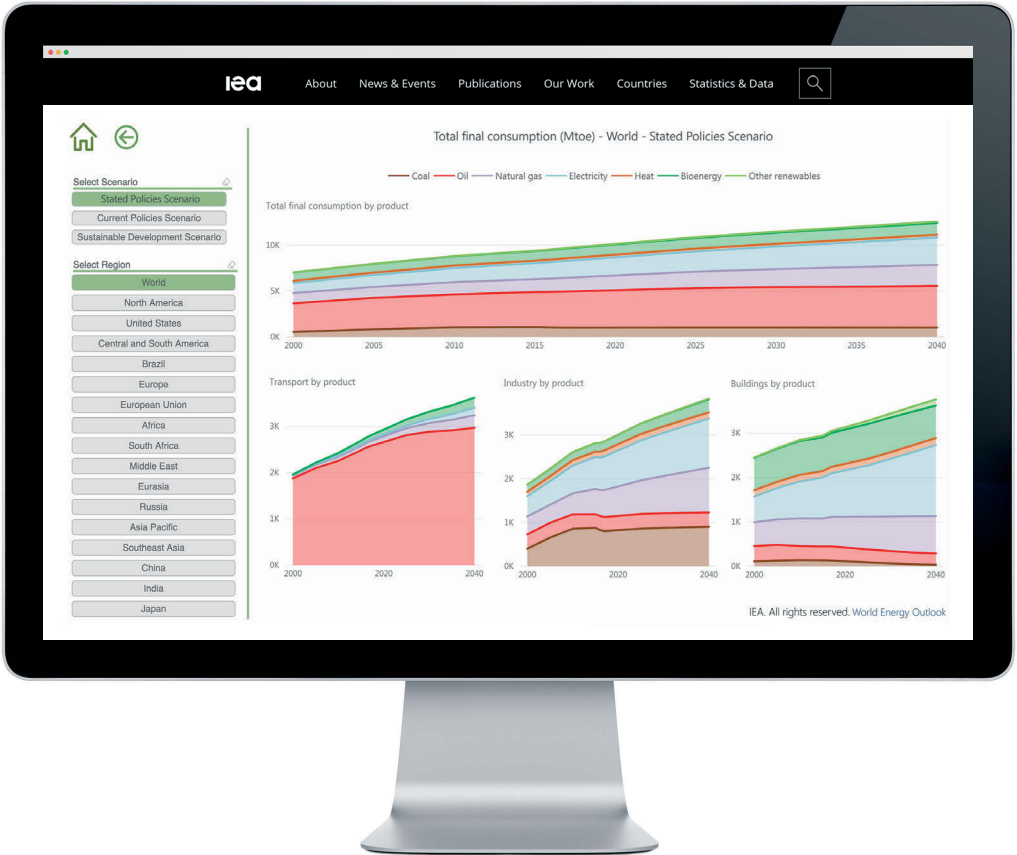 iea
About News & Events Publications Our Work Countries Statistics & Data
Total final consumption (Mtoe) - World - Stated Policies Scenario
Select Scenario
Stated Policies Scenario
Current Policies Scenario
Sustainable Development Scenario
Select Region
World
North America
United States
Central and South America
Brazil
Europe
European Union
Africa
South Africa
Middle East
Eurasia
Russia
Asia Pacific
Southeast Asia
China
India
Japan
Coal Oil Natural gas Electricity Heat Bioenergy Other renewables
Total final consumption by product
10K
5K
0K
2000 2005 2010 2015 2020 2025 2030 2035 2040
Transport by product
3K
2K
1K
0K
2000 2020 2040
Industry by product
3K
2K
1K
0K
2000 2020 2040
Buildings by product
3K
2K
1K
0K
2000 2020 2040
IEA. All rights reserved. World Energy Outlook